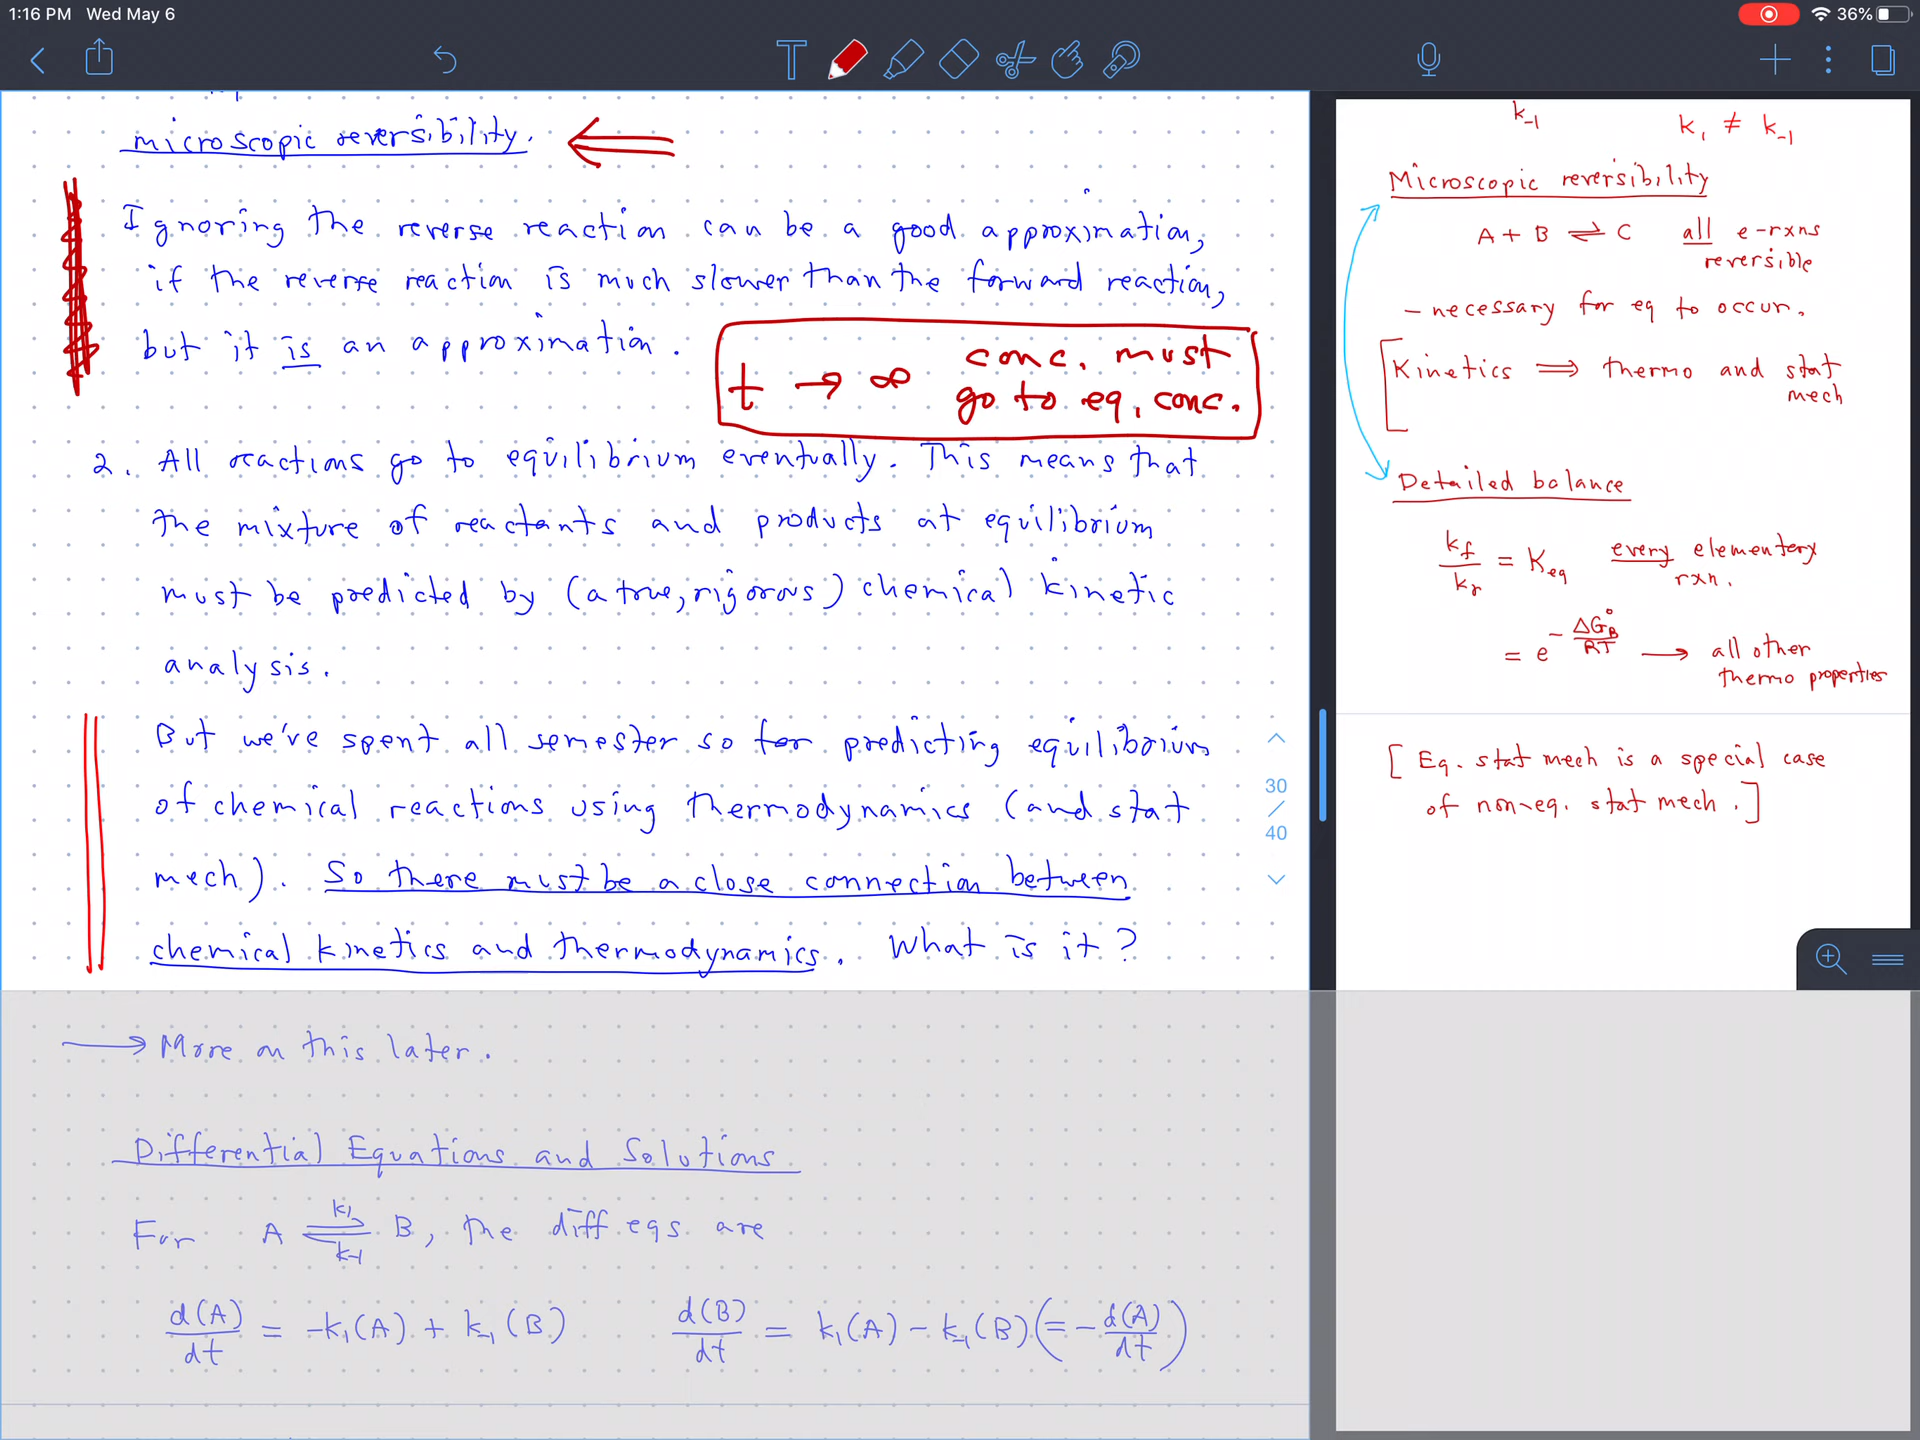 1:16 PM Wed May 6
36%
microscopic reversibility.
Ignoring the reverse reaction can be a good approximation,
if the reverse reaction is much slower than the forward reaction,
but it is an approximation.
t → ∞ conc. must
go to eq. conc.
2. All reactions go to equilibrium eventually. This means that
the mixture of reactants and products at equilibrium
must be predicted by (a true, rigorous) chemical kinetic
analysis.
But we've spent all semester so far predicting equilibrium
of chemical reactions using thermodynamics (and stat
mech). So there must be a close connection between
chemical kinetics and thermodynamics. What is it?
30
/
40
→ More on this later.
Differential Equations and Solutions
For A ⇌ B, the diff eqs are
k1
k-1
d(A)/dt = -k1(A) + k-1(B) d(B)/dt = k1(A) - k-1(B) (= - d(A)/dt)
k-1 k1 ≠ k-1
Microscopic reversibility
A + B ⇌ C all e-rxns
reversible
- necessary for eq to occur.
[Kinetics ⇒ thermo and stat
mech
Detailed balance
kf/kr = Keq every elementery
rxn.
= e^(-ΔG°R/RT) → all other
thermo properties
[Eq. stat mech is a special case
of non-eq. stat mech.]